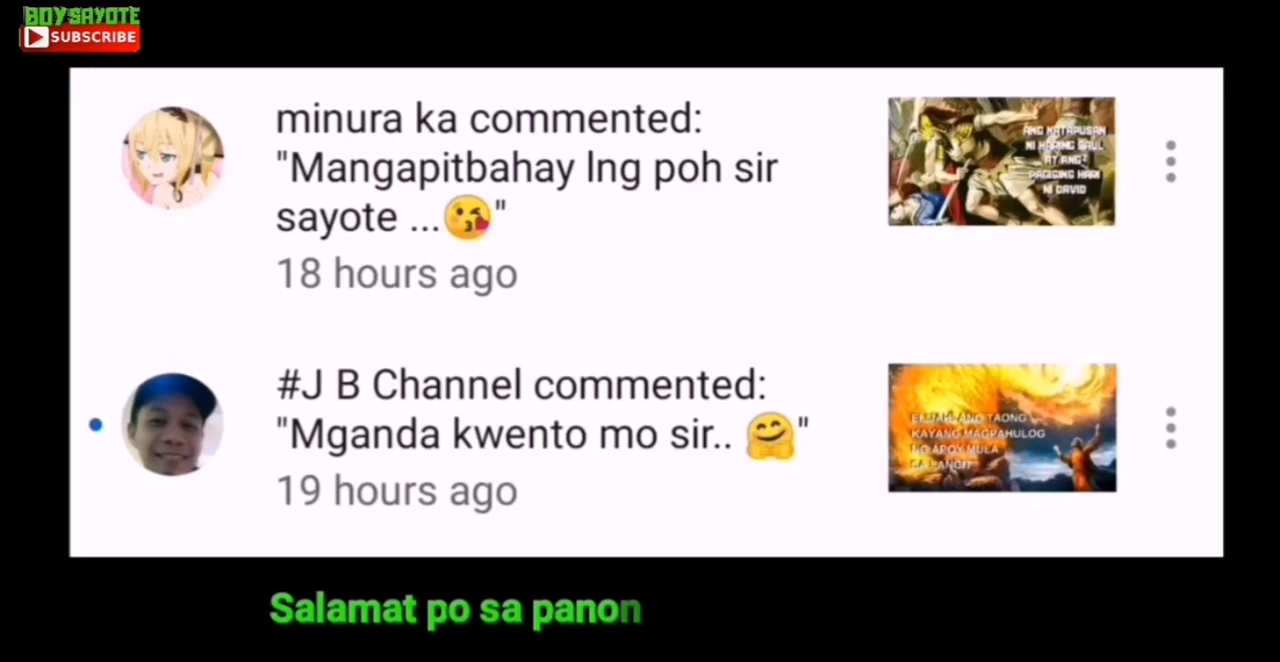 BOY SAYOTE
SUBSCRIBE
minura ka commented:
"Mangapitbahay lng poh sir
sayote ...😘"
18 hours ago
ANG KATAPUSAN
NI HARING SAUL
AT ANG
PAGIGING HARI
NI DAVID
#J B Channel commented:
"Mganda kwento mo sir.. 🤗"
19 hours ago
ELIJAH ANG TAONG
KAYANG MAGPAHULOG
NG APOY MULA
SA LANGIT
Salamat po sa panon